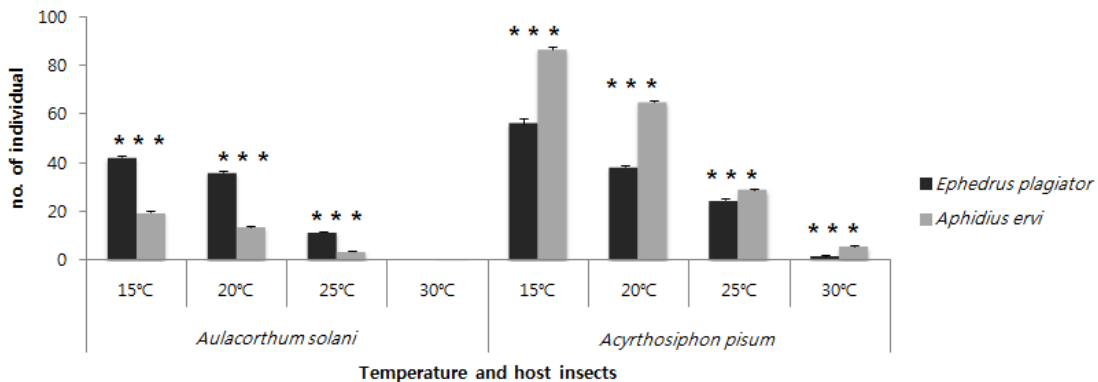 100
80
60
40
20
0
no. of individual
* * *
* * *
* * *
* * *
* * *
* * *
* * *
15℃ 20℃ 25℃ 30℃ 15℃ 20℃ 25℃ 30℃
Aulacorthum solani Acyrthosiphon pisum
Temperature and host insects
Ephedrus plagiator
Aphidius ervi